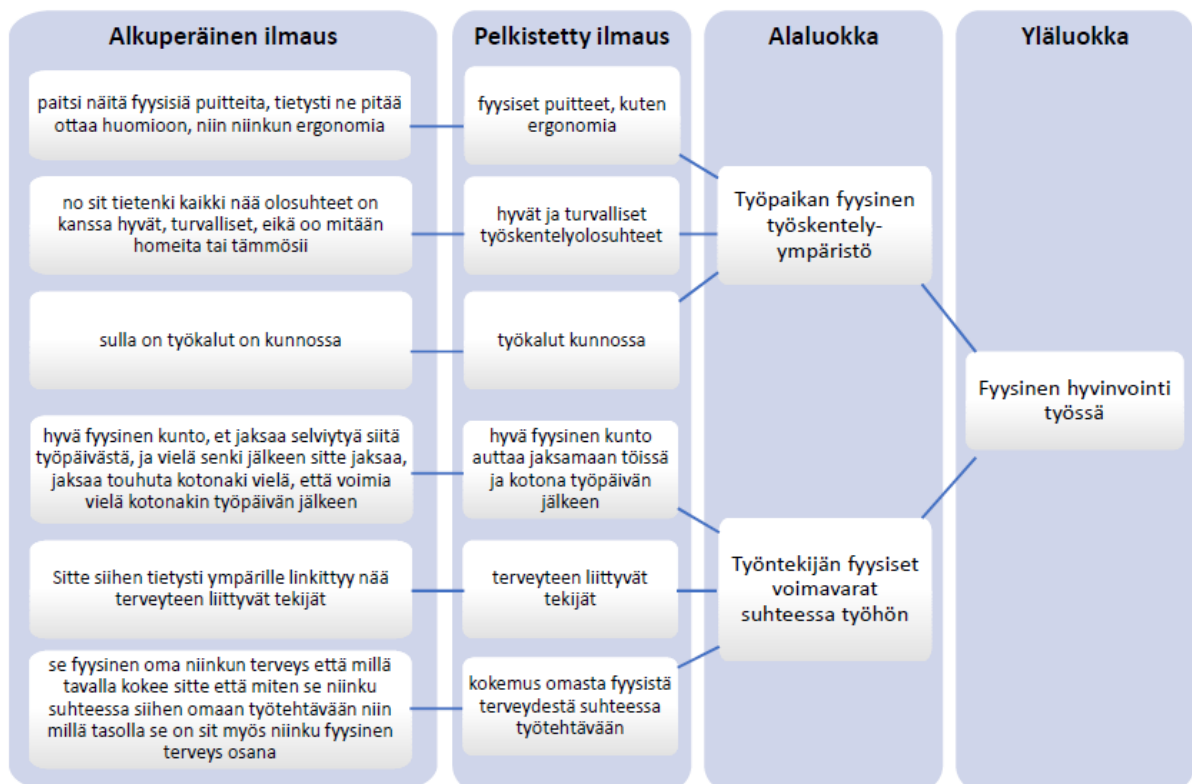 Alkuperäinen ilmaus
paitsi näitä fyysisiä puitteita, tietysti ne pitää
ottaa huomioon, niin niinkun ergonomia
no sit tietenki kaikki nää olosuhteet on
kanssa hyvät, turvalliset, eikä oo mitään
homeita tai tämmösii
sulla on työkalut on kunnossa
hyvä fyysinen kunto, et jaksaa selviytyä siitä
työpäivästä, ja vielä senki jälkeen sitte jaksaa,
jaksaa touhuta kotonaki vielä, että voimia
vielä kotonakin työpäivän jälkeen
Sitte siihen tietysti ympärille linkittyy nää
terveyteen liittyvät tekijät
se fyysinen oma niinkun terveys että millä
tavalla kokee sitte että miten se niinku
suhteessa siihen omaan työtehtävään niin
millä tasolla se on sit myös niinku fyysinen
terveys osana
Pelkistetty ilmaus
fyysiset puitteet, kuten
ergonomia
hyvät ja turvalliset
työskentelyolosuhteet
työkalut kunnossa
hyvä fyysinen kunto
auttaa jaksamaan töissä
ja kotona työpäivän
jälkeen
terveyteen liittyvät
tekijät
kokemus omasta fyysistä
terveydestä suhteessa
työtehtävään
Alaluokka
Työpaikan fyysinen
työskentely-
ympäristö
Työntekijän fyysiset
voimavarat
suhteessa työhön
Yläluokka
Fyysinen hyvinvointi
työssä